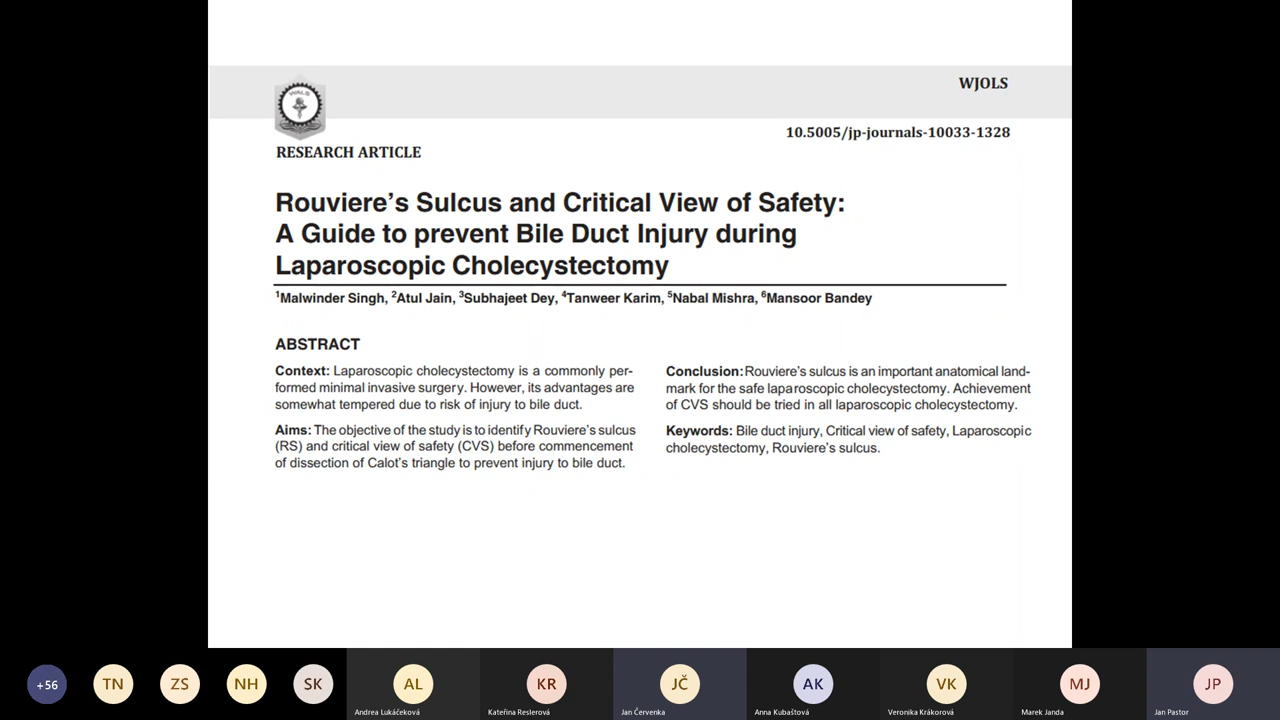 WJOLS
WALS
10.5005/jp-journals-10033-1328
RESEARCH ARTICLE
Rouviere’s Sulcus and Critical View of Safety:
A Guide to prevent Bile Duct Injury during
Laparoscopic Cholecystectomy
1Malwinder Singh, 2Atul Jain, 3Subhajeet Dey, 4Tanweer Karim, 5Nabal Mishra, 6Mansoor Bandey
ABSTRACT
Context: Laparoscopic cholecystectomy is a commonly per-
formed minimal invasive surgery. However, its advantages are
somewhat tempered due to risk of injury to bile duct.
Aims: The objective of the study is to identify Rouviere’s sulcus
(RS) and critical view of safety (CVS) before commencement
of dissection of Calot’s triangle to prevent injury to bile duct.
Conclusion: Rouviere’s sulcus is an important anatomical land-
mark for the safe laparoscopic cholecystectomy. Achievement
of CVS should be tried in all laparoscopic cholecystectomy.
Keywords: Bile duct injury, Critical view of safety, Laparoscopic
cholecystectomy, Rouviere’s sulcus.
+56
TN
ZS
NH
SK
AL
Andrea Lukáčeková
KR
Kateřina Reslerová
JČ
Jan Červenka
AK
Anna Kubaštová
VK
Veronika Krákorová
MJ
Marek Janda
JP
Jan Pastor